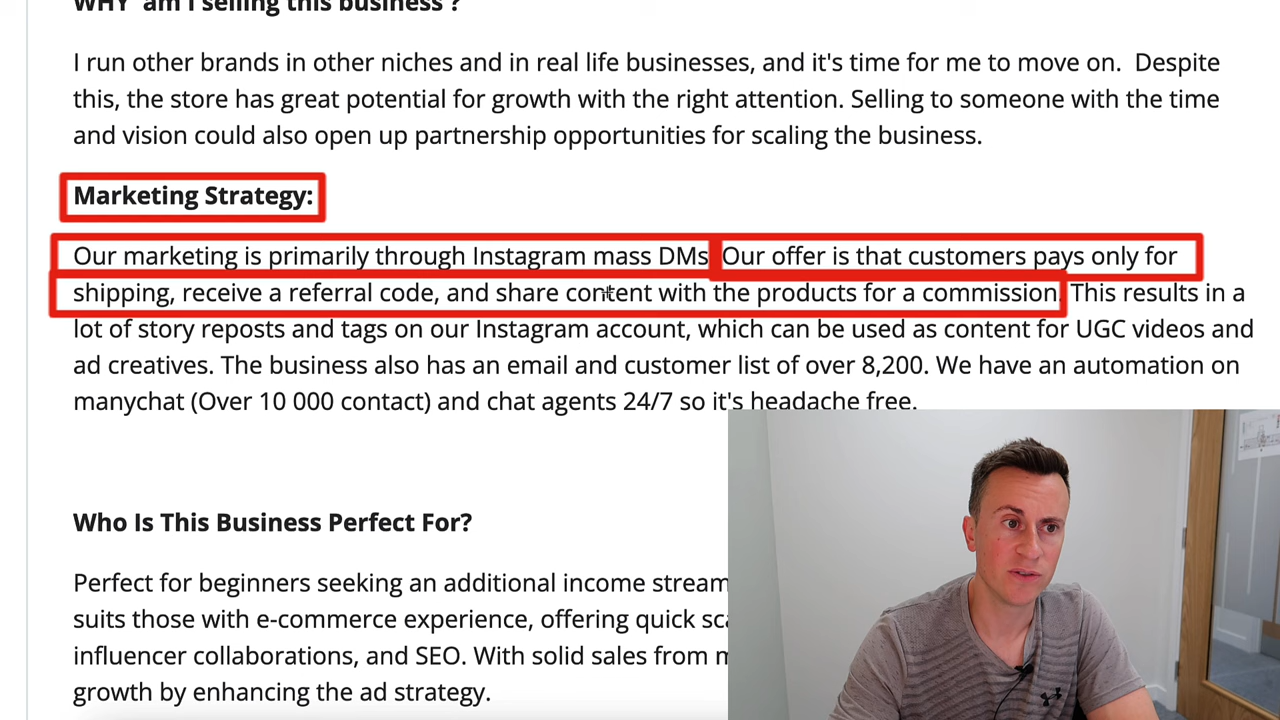 WHY am I selling this business ?
I run other brands in other niches and in real life businesses, and it's time for me to move on. Despite
this, the store has great potential for growth with the right attention. Selling to someone with the time
and vision could also open up partnership opportunities for scaling the business.
Marketing Strategy:
Our marketing is primarily through Instagram mass DMs Our offer is that customers pays only for
shipping, receive a referral code, and share content with the products for a commission. This results in a
lot of story reposts and tags on our Instagram account, which can be used as content for UGC videos and
ad creatives. The business also has an email and customer list of over 8,200. We have an automation on
manychat (Over 10 000 contact) and chat agents 24/7 so it's headache free.
Who Is This Business Perfect For?
Perfect for beginners seeking an additional income stream
suits those with e-commerce experience, offering quick
influencer collaborations, and SEO. With solid sales from
growth by enhancing the ad strategy.